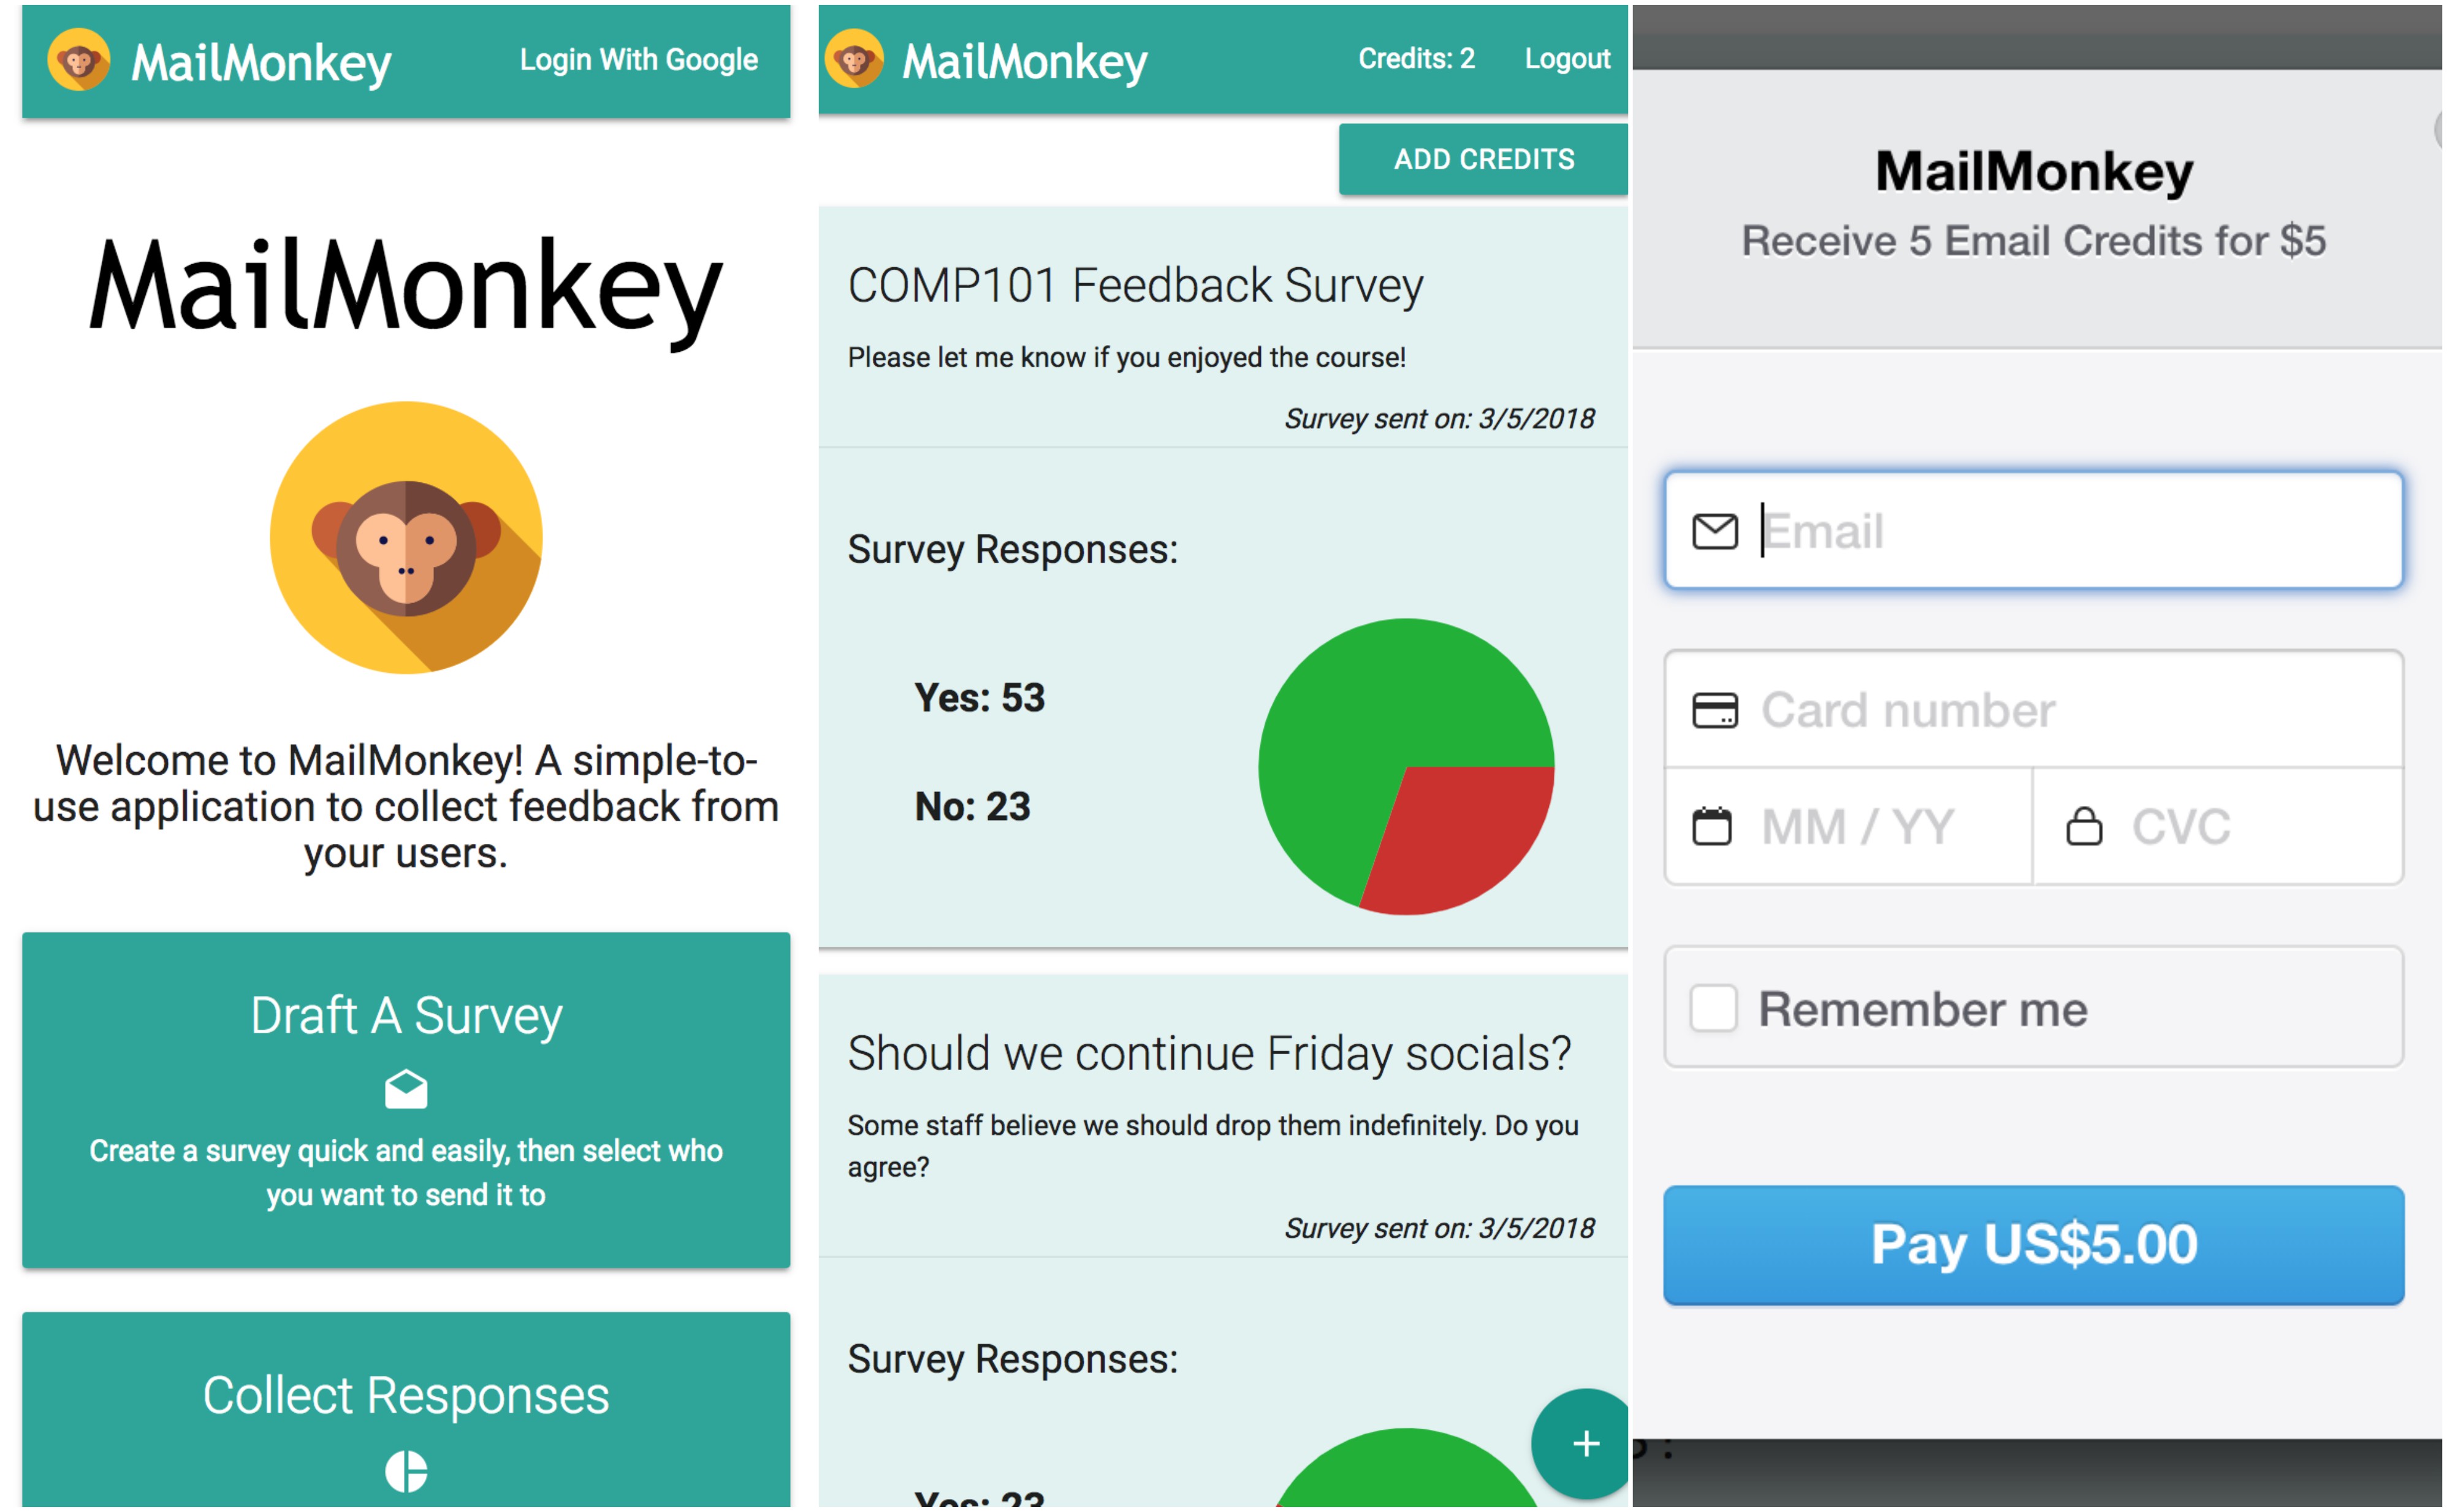 MailMonkey
Login With Google
MailMonkey
Welcome to MailMonkey! A simple-to-
use application to collect feedback from
your users.
Draft A Survey
Create a survey quick and easily, then select who
you want to send it to
Collect Responses
MailMonkey
Credits: 2
Logout
ADD CREDITS
COMP101 Feedback Survey
Please let me know if you enjoyed the course!
Survey sent on: 3/5/2018
Survey Responses:
Yes: 53
No: 23
Should we continue Friday socials?
Some staff believe we should drop them indefinitely. Do you
agree?
Survey sent on: 3/5/2018
Survey Responses:
Yes: 23
+
MailMonkey
Receive 5 Email Credits for $5
Email
Card number
MM / YY
CVC
Remember me
Pay US$5.00